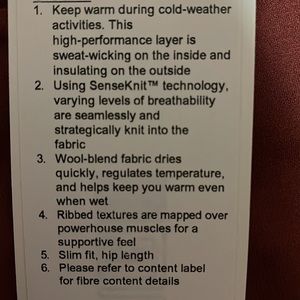 1. Keep warm during cold-weather
activities. This
high-performance layer is
sweat-wicking on the inside and
insulating on the outside
2. Using SenseKnit™ technology,
varying levels of breathability
are seamlessly and
strategically knit into the
fabric
3. Wool-blend fabric dries
quickly, regulates temperature,
and helps keep you warm even
when wet
4. Ribbed textures are mapped over
powerhouse muscles for a
supportive feel
5. Slim fit, hip length
6. Please refer to content label
for fibre content details